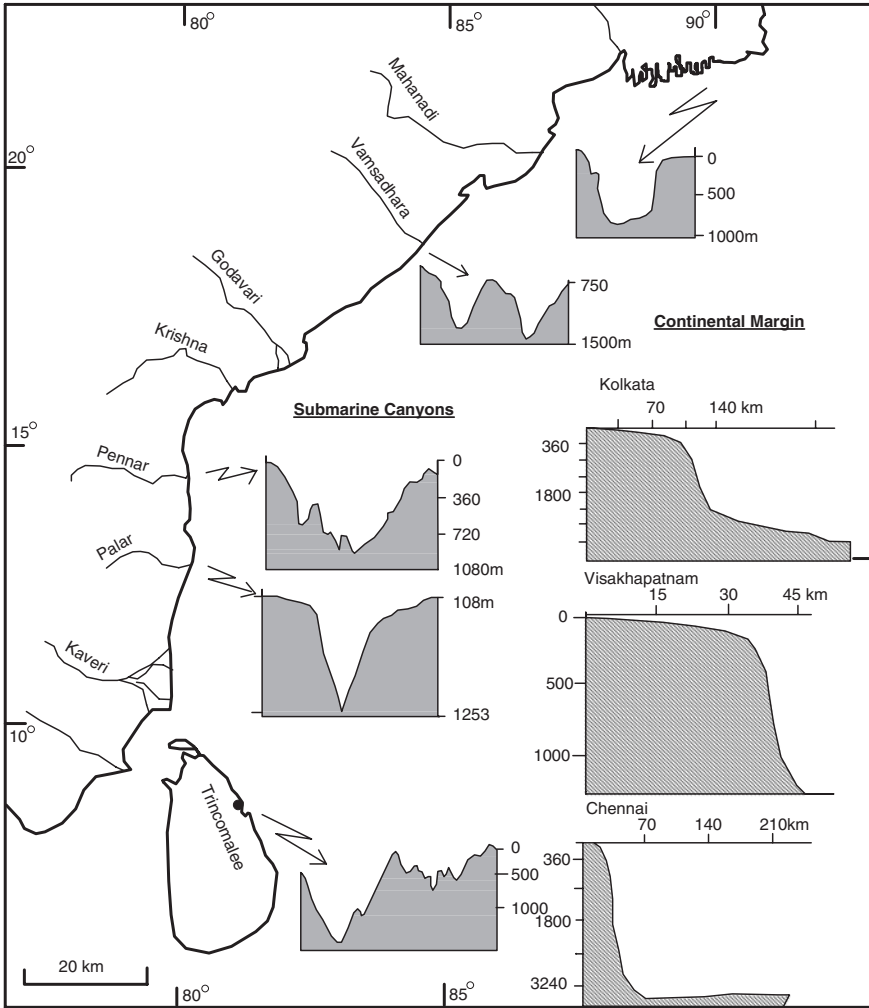 80°
85°
90°
Mahanadi
20°
Vamsadhara
0
500
1000m
Godavari
750
1500m
Krishna
Continental Margin
Submarine Canyons
Kolkata
70 140 km
360
1800
15°
Pennar
0
360
720
1080m
Palar
108m
1253
Visakhapatnam
15 30 45 km
0
500
1000
Kaveri
10°
Trincomalee
0
500
1000
Chennai
70 140 210km
360
1800
3240
20 km
80°
85°